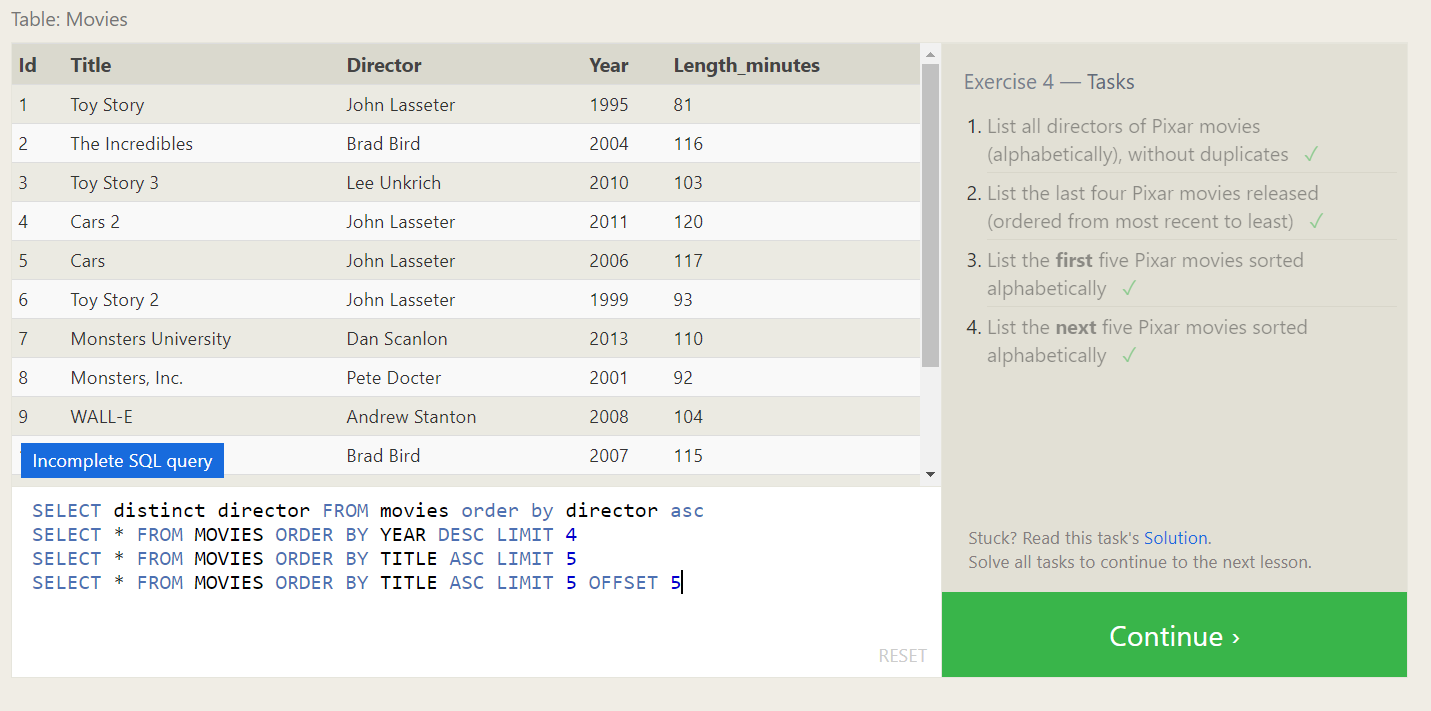 Table: Movies
Id Title Director Year Length_minutes
1 Toy Story John Lasseter 1995 81
2 The Incredibles Brad Bird 2004 116
3 Toy Story 3 Lee Unkrich 2010 103
4 Cars 2 John Lasseter 2011 120
5 Cars John Lasseter 2006 117
6 Toy Story 2 John Lasseter 1999 93
7 Monsters University Dan Scanlon 2013 110
8 Monsters, Inc. Pete Docter 2001 92
9 WALL-E Andrew Stanton 2008 104
Brad Bird 2007 115
Incomplete SQL query
SELECT distinct director FROM movies order by director asc
SELECT * FROM MOVIES ORDER BY YEAR DESC LIMIT 4
SELECT * FROM MOVIES ORDER BY TITLE ASC LIMIT 5
SELECT * FROM MOVIES ORDER BY TITLE ASC LIMIT 5 OFFSET 5
RESET
Exercise 4 — Tasks
1. List all directors of Pixar movies
(alphabetically), without duplicates ✓
2. List the last four Pixar movies released
(ordered from most recent to least) ✓
3. List the first five Pixar movies sorted
alphabetically ✓
4. List the next five Pixar movies sorted
alphabetically ✓
Stuck? Read this task's Solution.
Solve all tasks to continue to the next lesson.
Continue ›